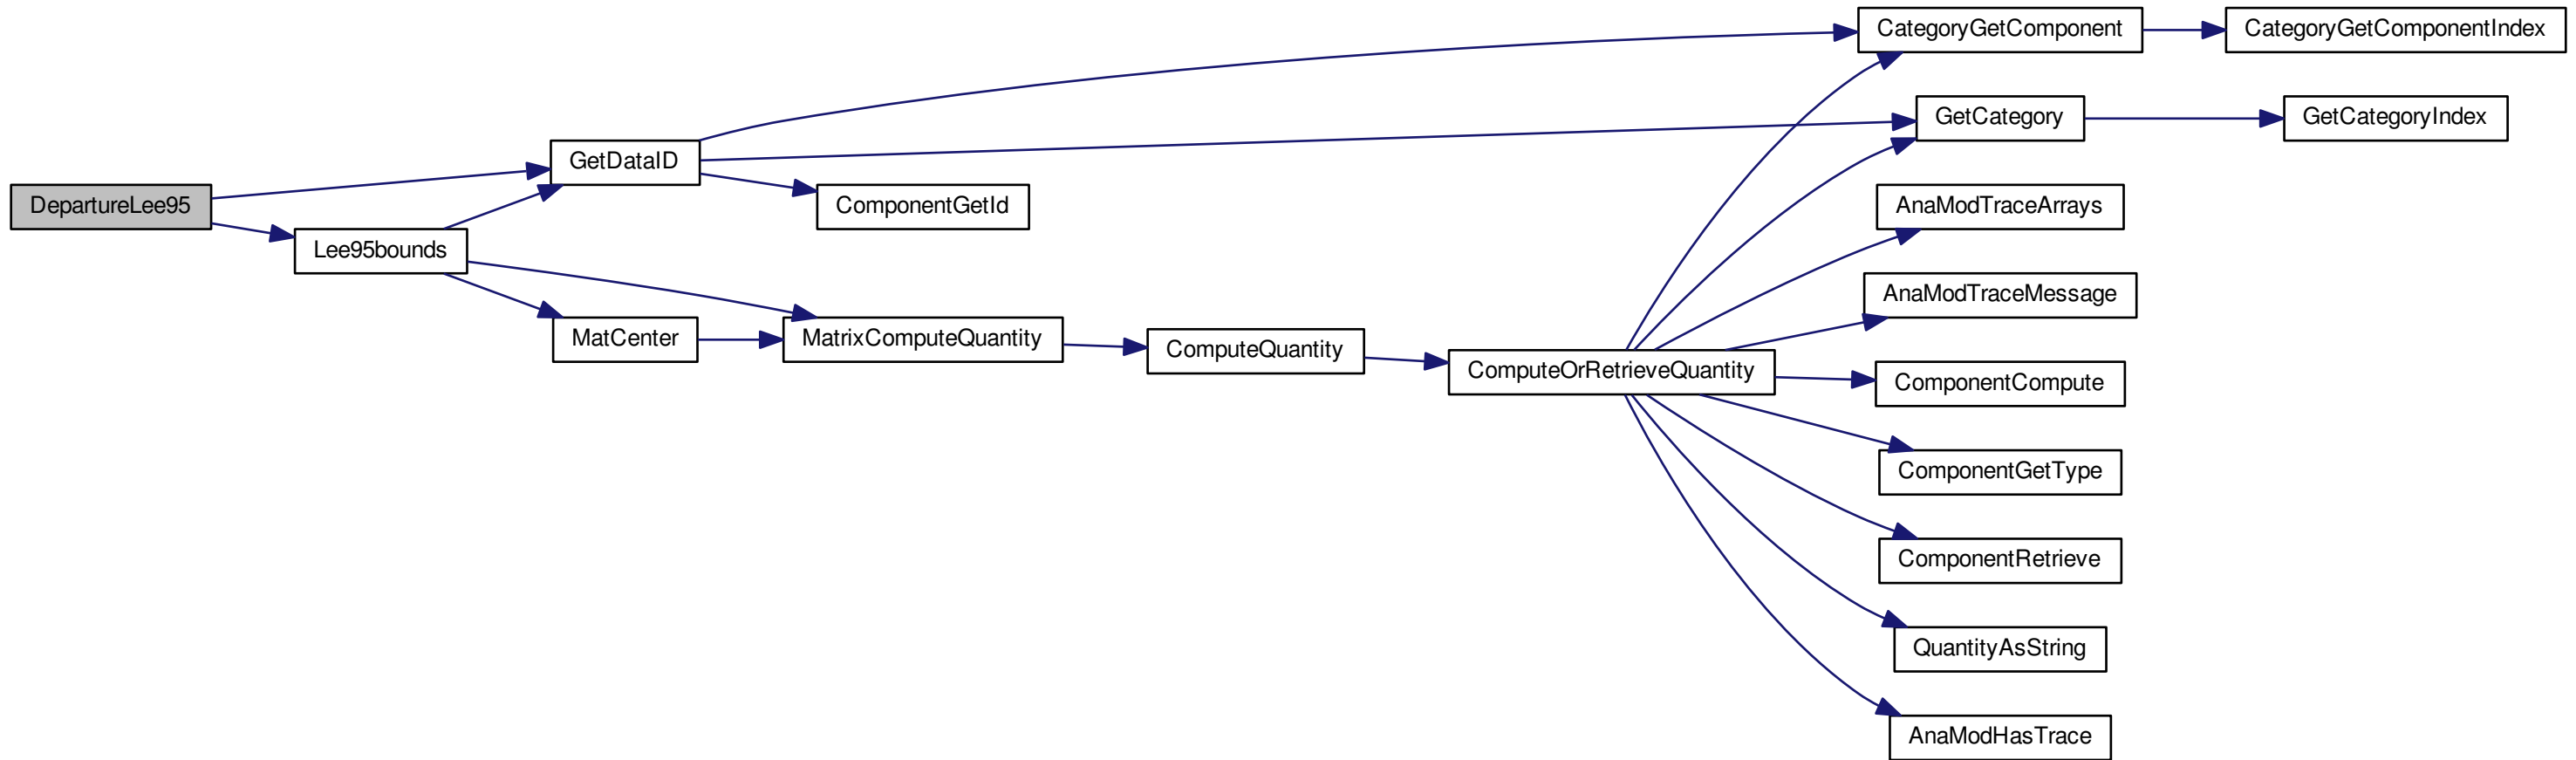 CategoryGetComponent
CategoryGetComponentIndex
GetCategory
GetCategoryIndex
GetDataID
DepartureLee95
ComponentGetId
AnaModTraceArrays
Lee95bounds
AnaModTraceMessage
MatCenter
MatrixComputeQuantity
ComputeQuantity
ComputeOrRetrieveQuantity
ComponentCompute
ComponentGetType
ComponentRetrieve
QuantityAsString
AnaModHasTrace